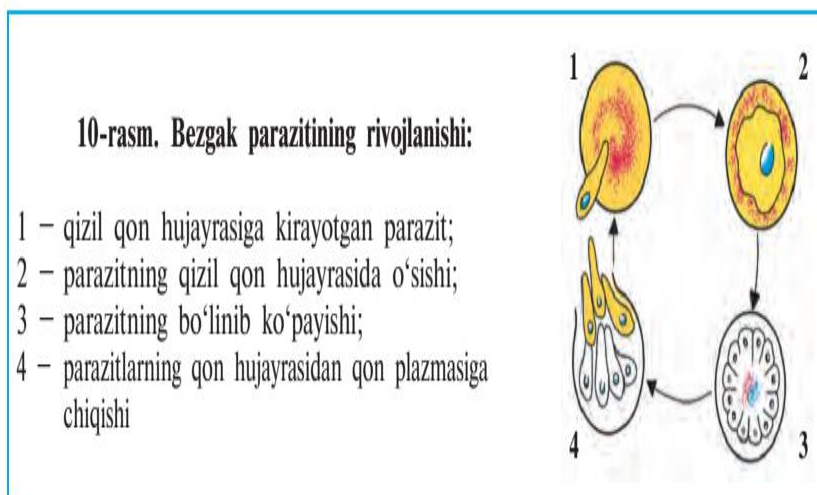 10-rasm. Bezgak parazitining rivojlanishi:
1 – qizil qon hujayrasiga kirayotgan parazit;
2 – parazitning qizil qon hujayrasida o‘sishi;
3 – parazitning bo‘linib ko‘payishi;
4 – parazitlarning qon hujayrasidan qon plazmasiga
chiqishi
1
2
4
3